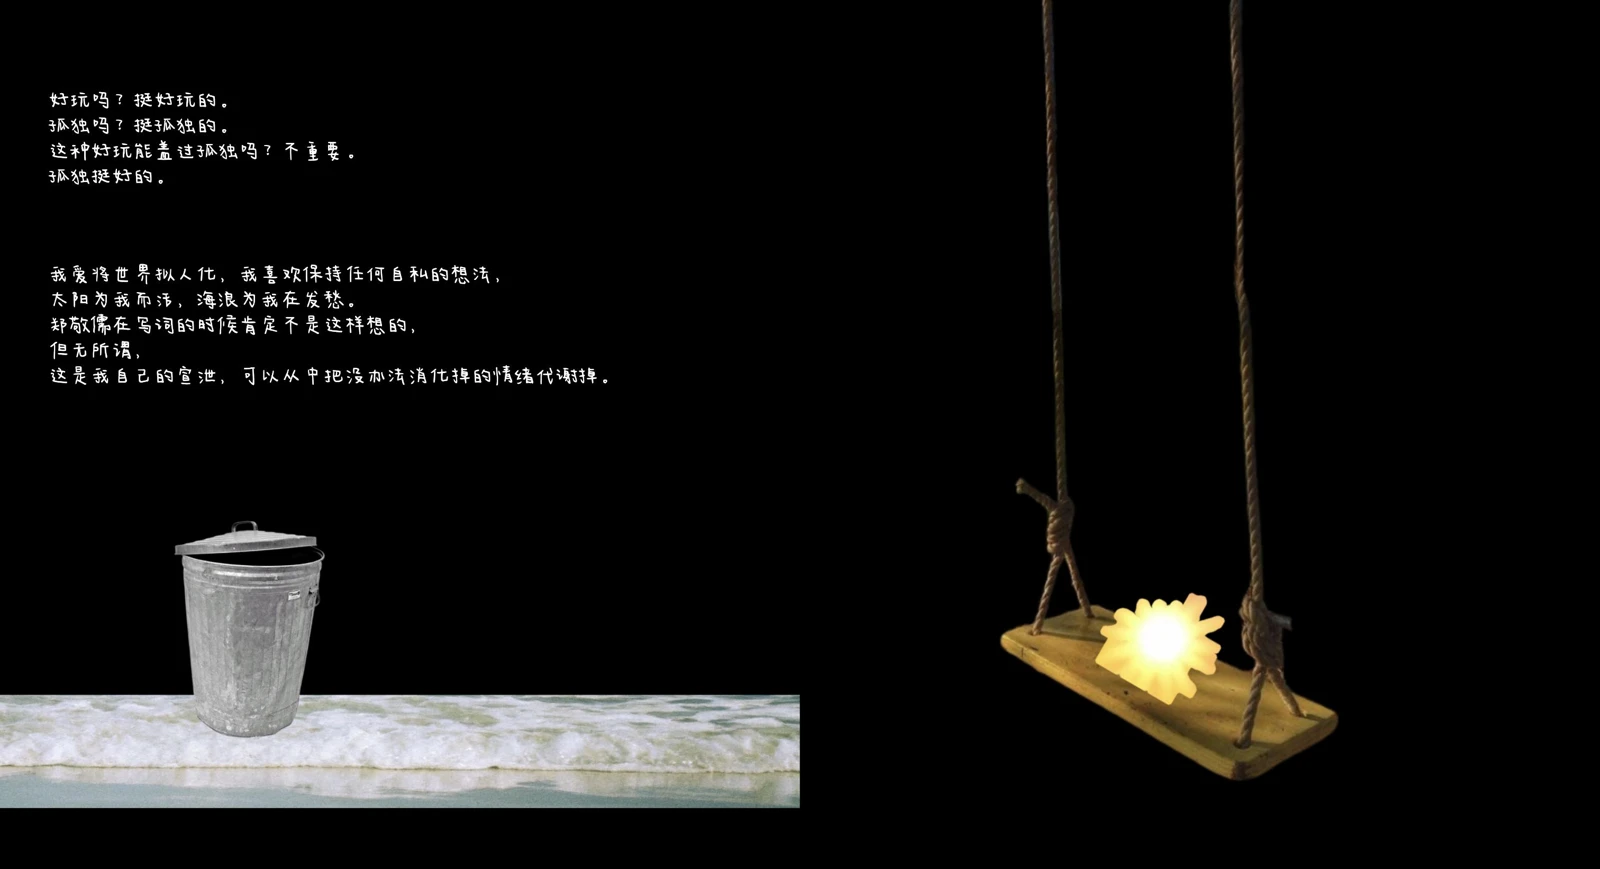 好玩吗？挺好玩的。
孤独吗？挺孤独的。
这种好玩能盖过孤独吗？不重要。
孤独挺好的。
我爱将世界拟人化，我喜欢保持任何自私的想法，
太阳为我而活，海浪为我在发愁。
郑敬儒在写词的时候肯定不是这样想的，
但无所谓，
这是我自己的宣泄，可以从中把没办法消化掉的情绪代谢掉。